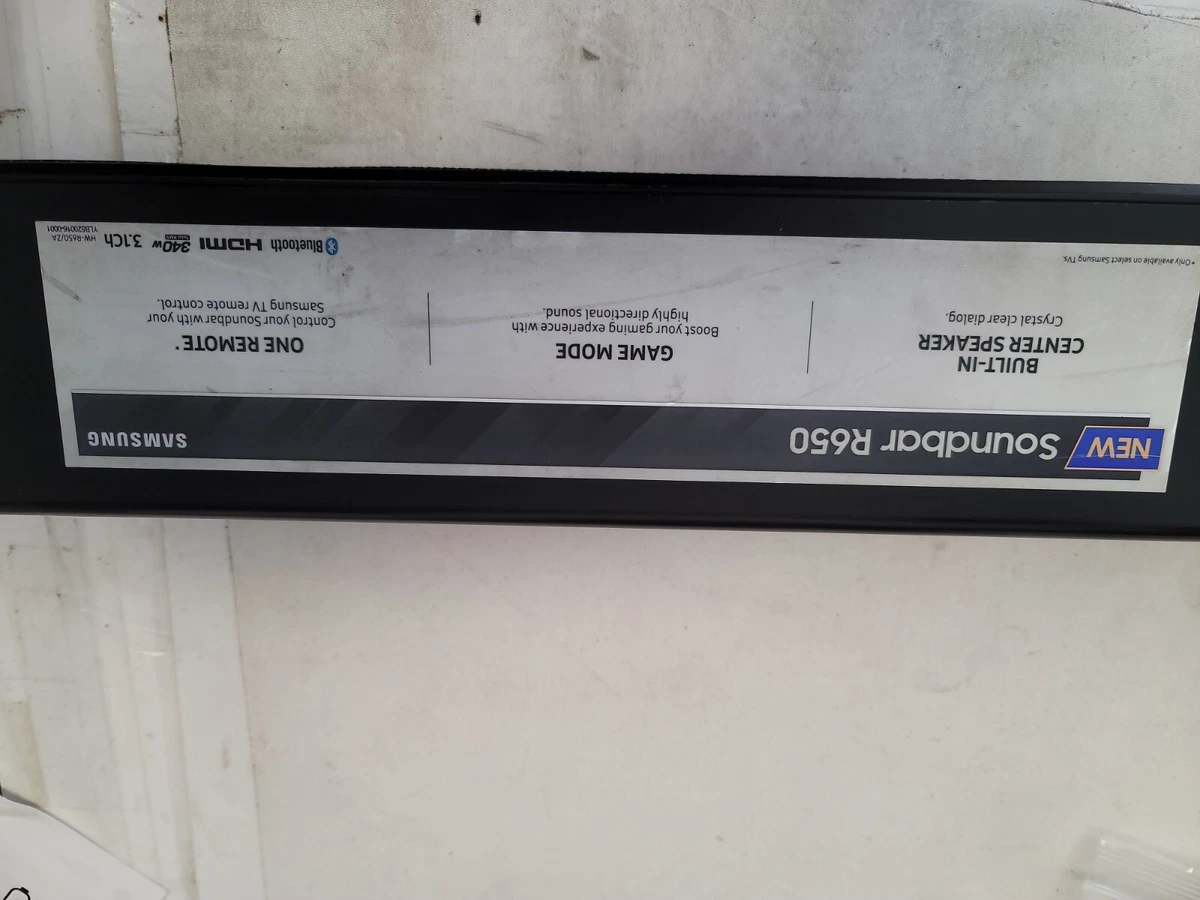 NEW Soundbar R650 SAMSUNG
BUILT-IN
CENTER SPEAKER
Crystal clear dialog.
GAME MODE
Boost your gaming experience with
highly directional sound.
ONE REMOTE*
Control your Soundbar with your
Samsung TV remote control.
* Only available on select Samsung TVs.
Bluetooth HDMI 340W 3.1Ch
HW-R650/ZA